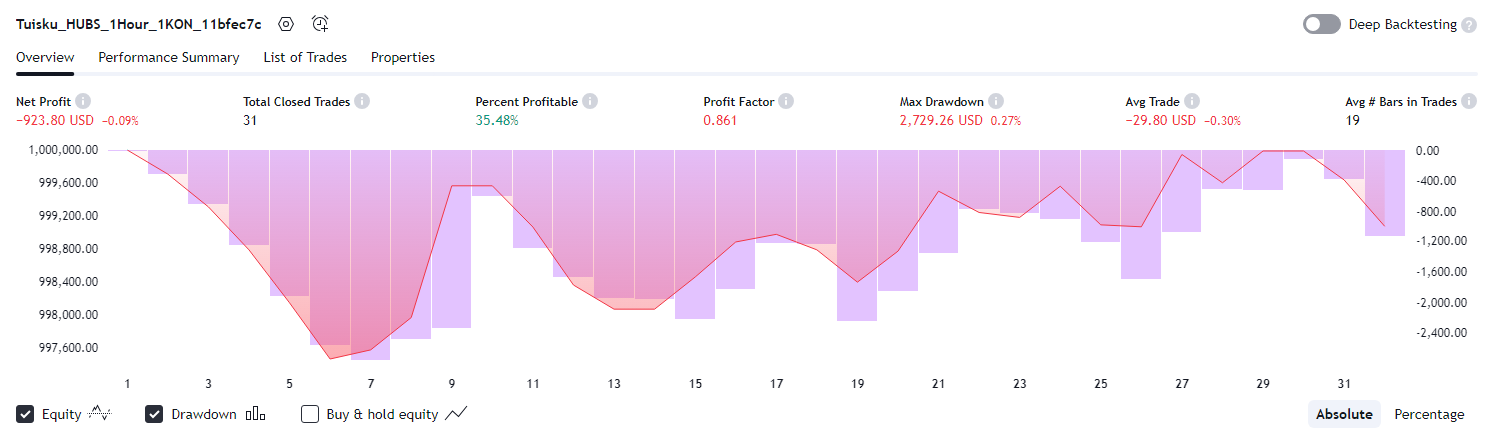 Tuisku_HUBS_1Hour_1KON_11bfec7c Deep Backtesting ?
Overview Performance Summary List of Trades Properties
Net Profit Total Closed Trades Percent Profitable Profit Factor Max Drawdown Avg Trade Avg # Bars in Trades
−923.80 USD −0.09% 31 35.48% 0.861 2,729.26 USD 0.27% −29.80 USD −0.30% 19
1,000,000.00 0.00
999,600.00 -400.00
999,200.00 -800.00
998,800.00 -1,200.00
998,400.00 -1,600.00
998,000.00 -2,000.00
997,600.00 -2,400.00
1 3 5 7 9 11 13 15 17 19 21 23 25 27 29 31
Equity Drawdown Buy & hold equity Absolute Percentage